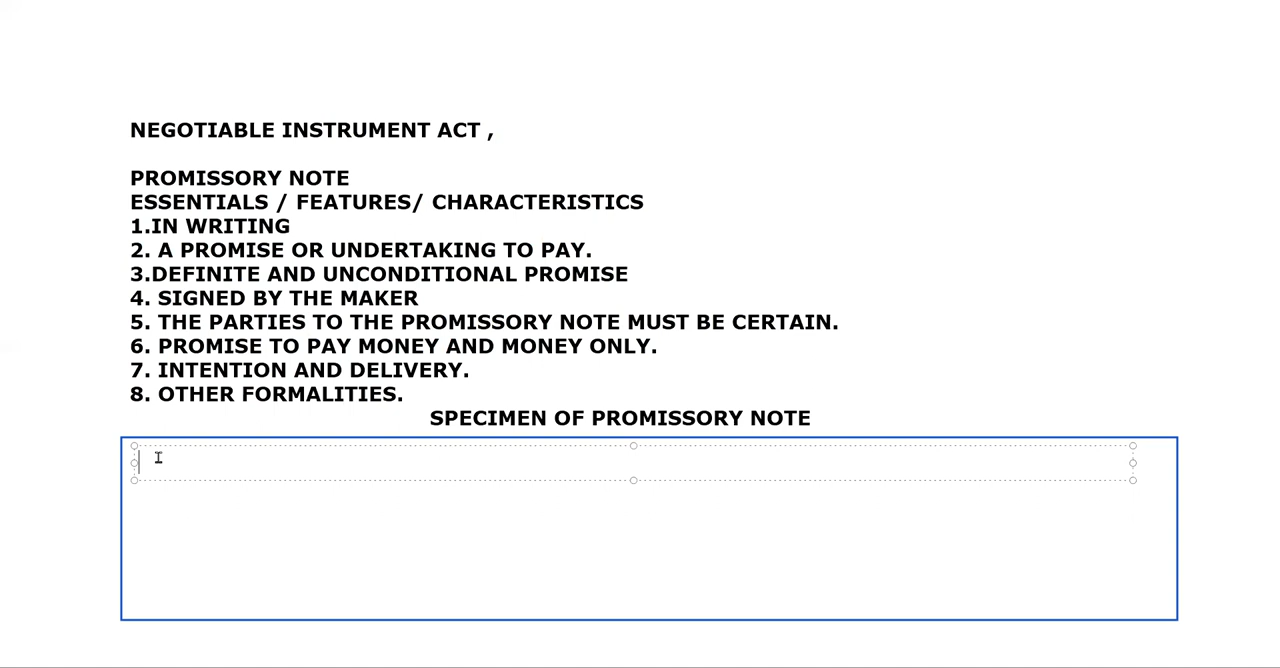 NEGOTIABLE INSTRUMENT ACT ,
PROMISSORY NOTE
ESSENTIALS / FEATURES/ CHARACTERISTICS
1.IN WRITING
2. A PROMISE OR UNDERTAKING TO PAY.
3.DEFINITE AND UNCONDITIONAL PROMISE
4. SIGNED BY THE MAKER
5. THE PARTIES TO THE PROMISSORY NOTE MUST BE CERTAIN.
6. PROMISE TO PAY MONEY AND MONEY ONLY.
7. INTENTION AND DELIVERY.
8. OTHER FORMALITIES.
SPECIMEN OF PROMISSORY NOTE